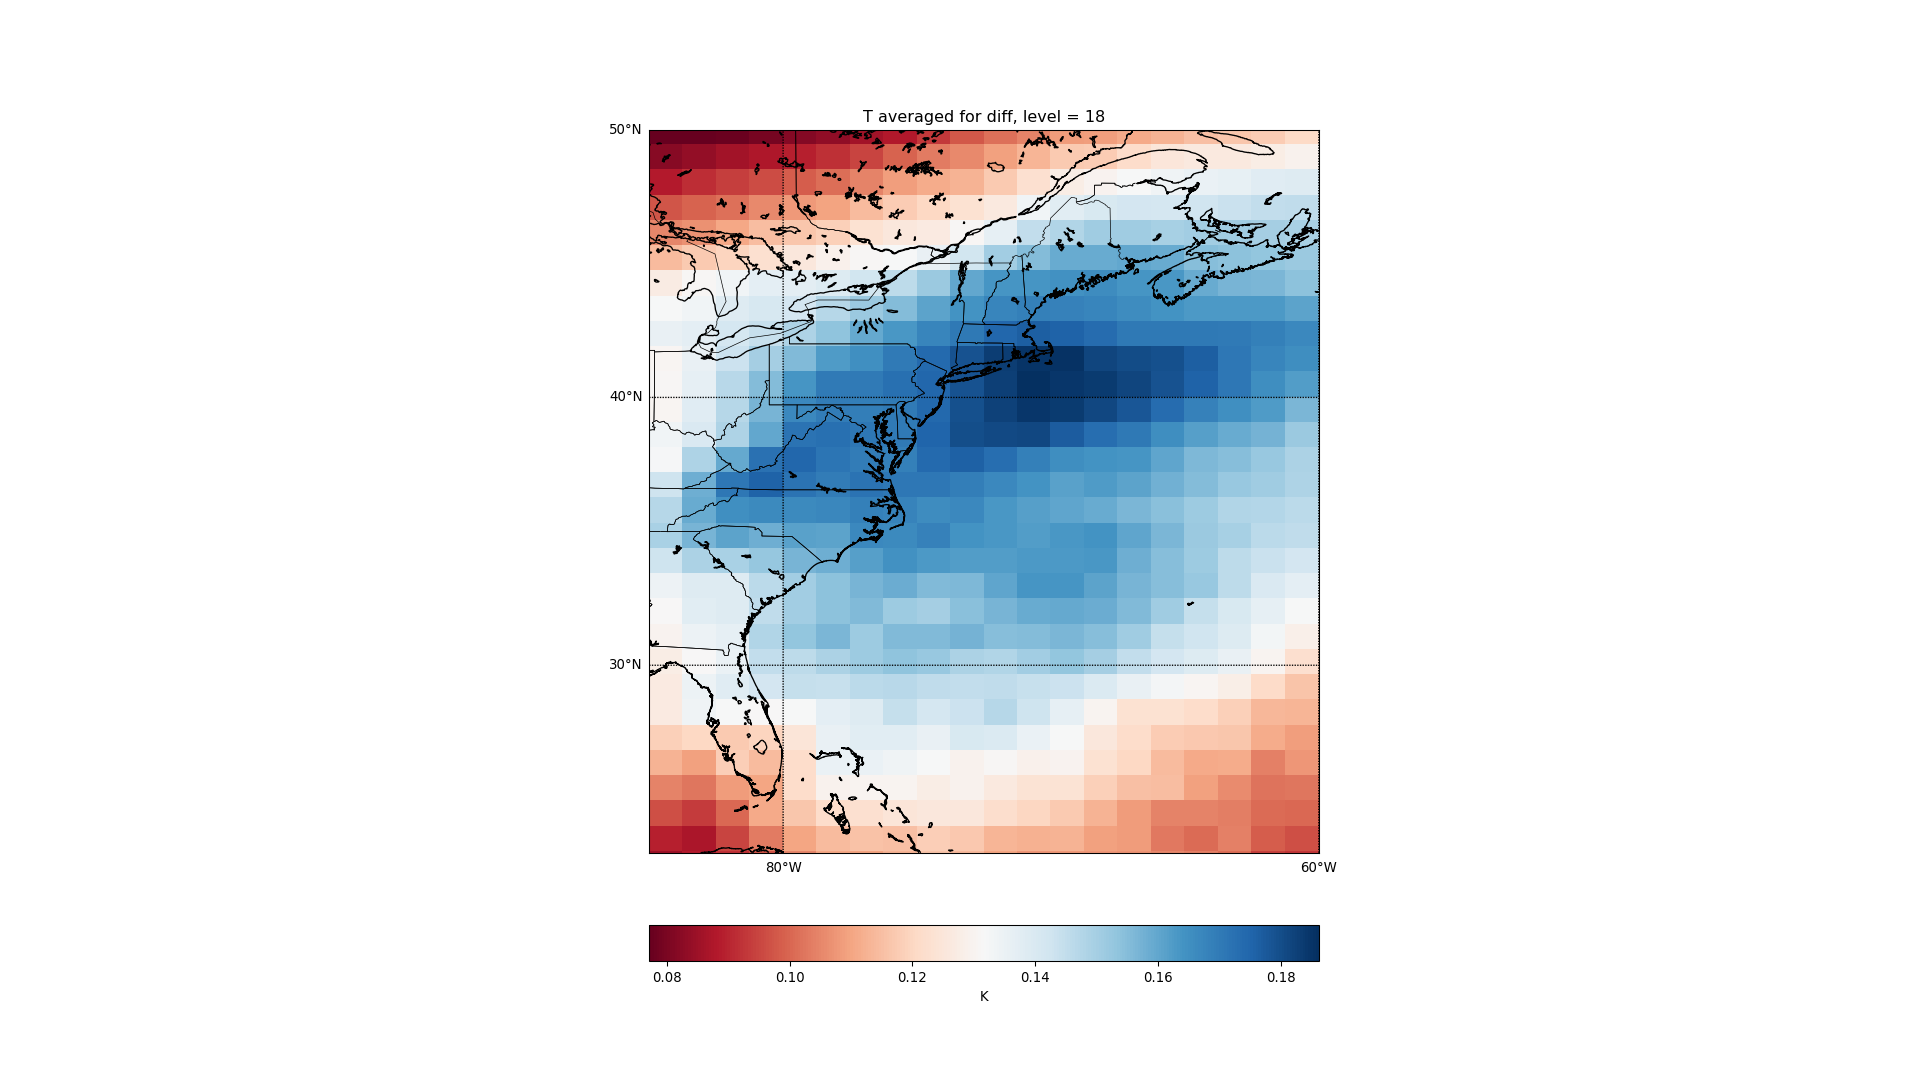 T averaged for diff, level = 18
50°N
40°N
30°N
80°W 60°W
0.08 0.10 0.12 0.14 0.16 0.18
K